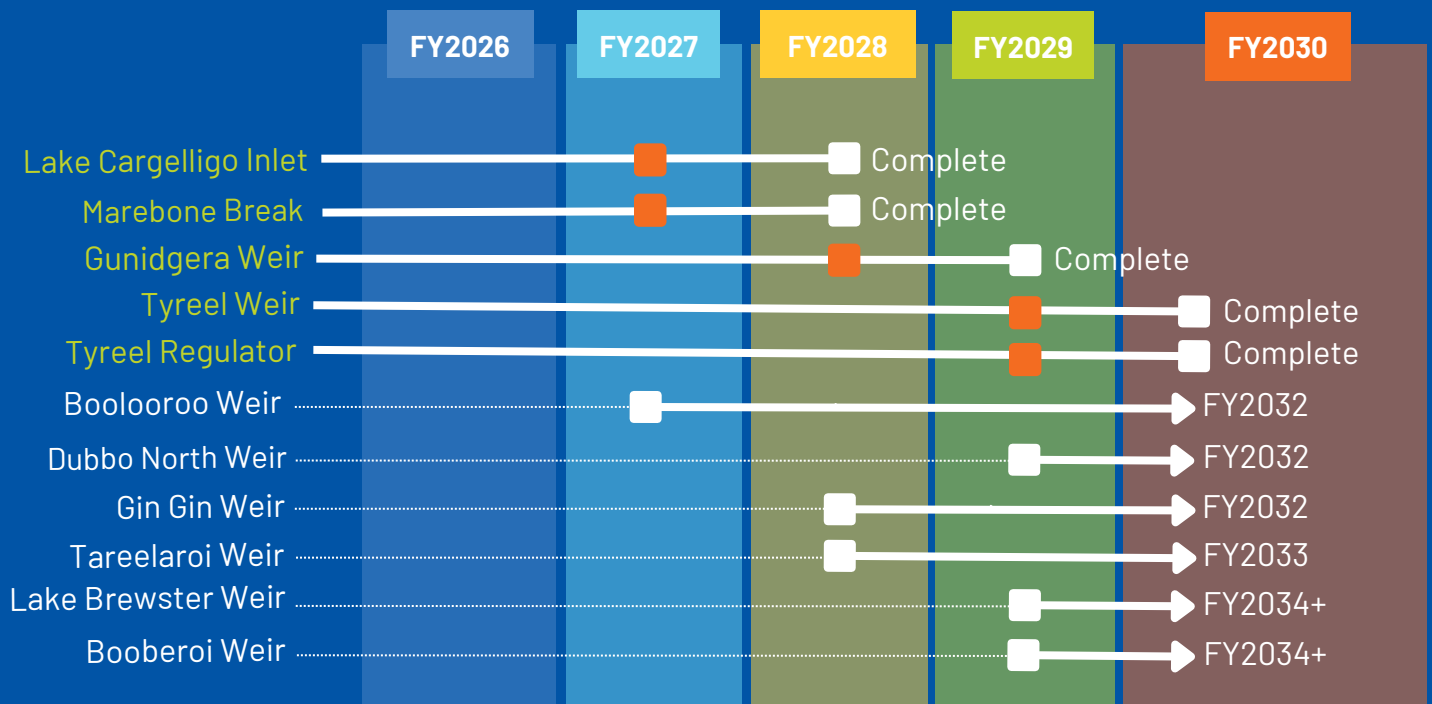 FY2026 FY2027 FY2028 FY2029 FY2030
Lake Cargelligo Inlet Complete
Marebone Break Complete
Gunidgera Weir Complete
Tyreel Weir Complete
Tyreel Regulator Complete
Boolooroo Weir FY2032
Dubbo North Weir FY2032
Gin Gin Weir FY2032
Tareelaroi Weir FY2033
Lake Brewster Weir FY2034+
Booberoi Weir FY2034+